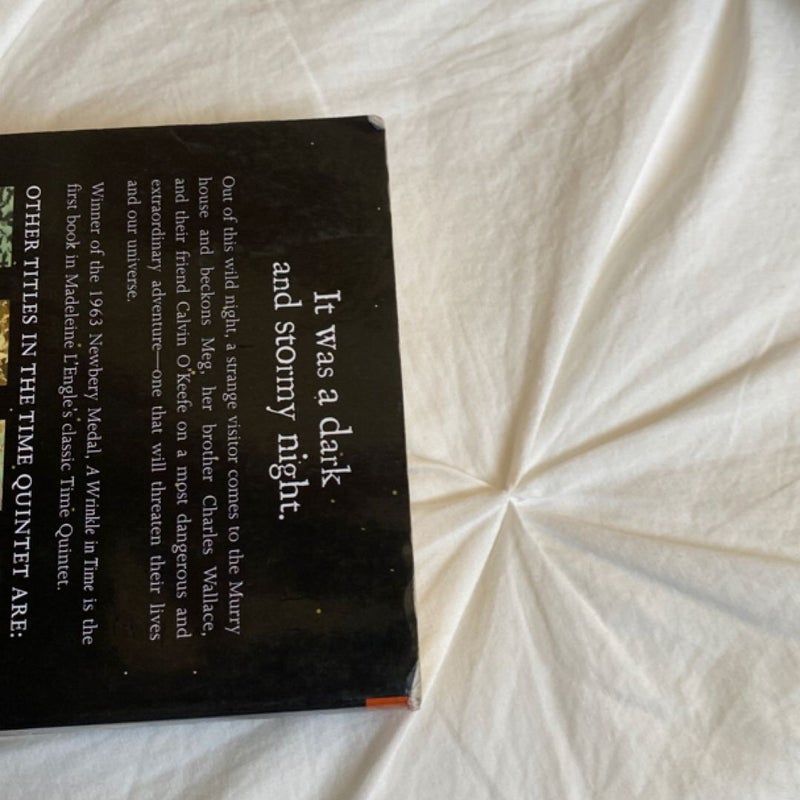 It was a dark
and stormy night.
Out of this wild night, a strange visitor comes to the Murry
house and beckons Meg, her brother Charles Wallace,
and their friend Calvin O'Keefe on a most dangerous and
extraordinary adventure—one that will threaten their lives
and our universe.
Winner of the 1963 Newbery Medal, A Wrinkle in Time is the
first book in Madeleine L'Engle's classic Time Quintet.
OTHER TITLES IN THE TIME QUINTET ARE: